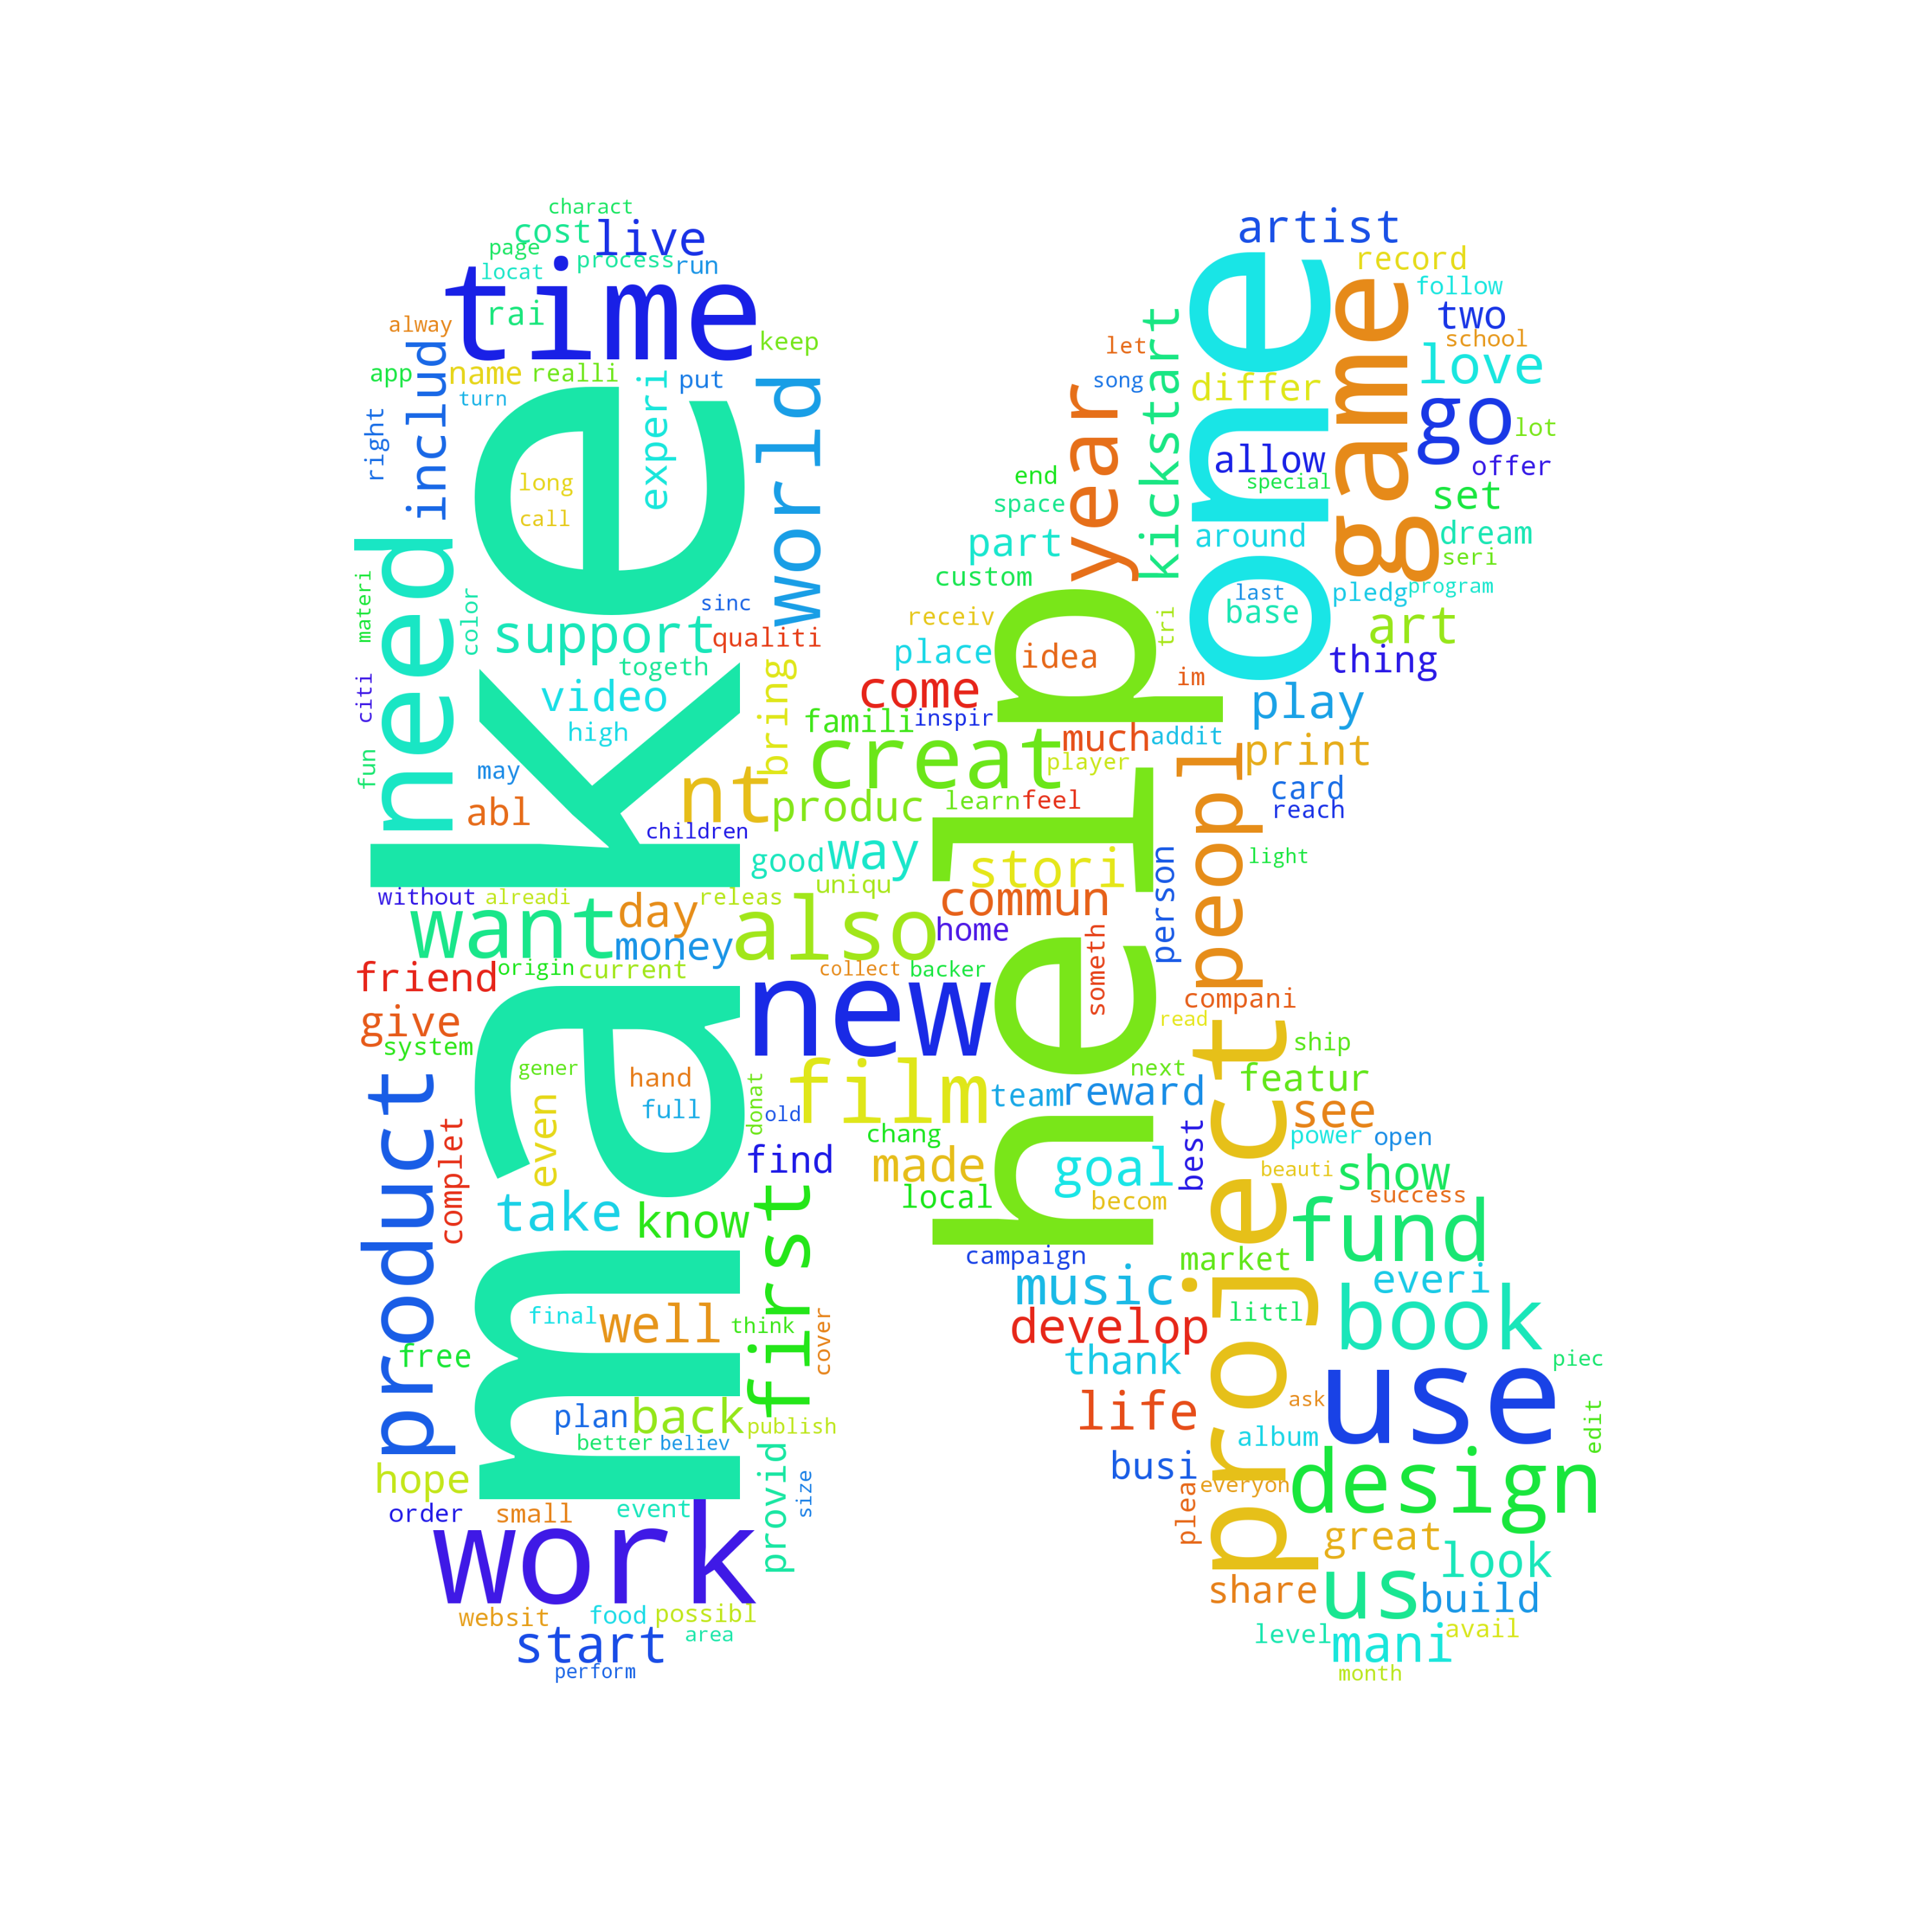 charact
cost
live
artist
page
process
run
record
locat
follow
time
one
game
rai
two
alway
kickstart
school
keep
let
includ
love
app
name
realli
put
song
differ
turn
experi
world
year
go
right
lot
long
allow
offer
end
special
call
space
set
need
make
part
around
dream
seri
custom
materi
color
sinc
last
pledg
program
receiv
tri
base
art
support
qualiti
help
place
idea
thing
togeth
citi
video
bring
come
im
play
high
famili
inspir
fun
may
nt
creat
much
addit
player
peopl
print
abl
produc
learn
feel
card
children
reach
good
way
stori
person
light
without
alreadi
releas
uniqu
commun
want
day
also
home
someth
money
friend
origin
current
collect
backer
compani
give
new
read
project
system
ship
gener
hand
donat
film
next
featur
product
full
old
team
reward
see
complet
even
chang
best
power
open
find
made
goal
beauti
show
take
know
first
local
becom
success
fund
campaign
market
music
everi
final
well
think
cover
develop
littl
book
free
thank
use
piec
plan
back
publish
life
ask
edit
better
believ
album
hope
provid
size
busi
everyon
design
order
small
event
plea
work
great
look
share
us
build
websit
food
possibl
start
area
level
mani
avail
perform
month